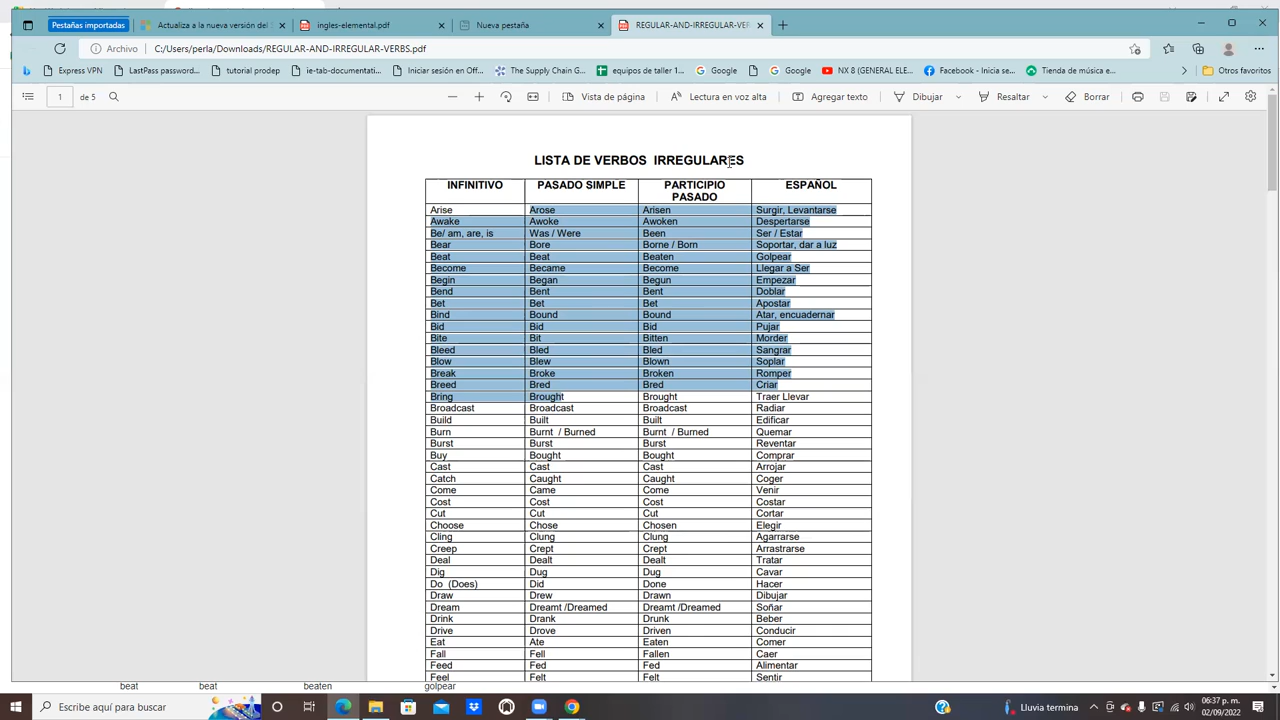 Pestañas importadas
Actualiza a la nueva versión del
ingles-elemental.pdf
Nueva pestaña
REGULAR-AND-IRREGULAR-VER
Archivo C:/Users/perla/Downloads/REGULAR-AND-IRREGULAR-VERBS.pdf
Express VPN LastPass password... tutorial prodep ie-tab-documentati... Iniciar sesión en Off... The Supply Chain G... equipos de taller 1... Google Google NX 8 (GENERAL ELE... Facebook - Inicia se... Tienda de música e... Otros favoritos
1 de 5 Vista de página Lectura en voz alta Agregar texto Dibujar Resaltar Borrar
LISTA DE VERBOS IRREGULARES
INFINITIVO PASADO SIMPLE PARTICIPIO PASADO ESPAÑOL
Arise Arose Arisen Surgir, Levantarse
Awake Awoke Awoken Despertarse
Be/ am, are, is Was / Were Been Ser / Estar
Bear Bore Borne / Born Soportar, dar a luz
Beat Beat Beaten Golpear
Become Became Become Llegar a Ser
Begin Began Begun Empezar
Bend Bent Bent Doblar
Bet Bet Bet Apostar
Bind Bound Bound Atar, encuadernar
Bid Bid Bid Pujar
Bite Bit Bitten Morder
Bleed Bled Bled Sangrar
Blow Blew Blown Soplar
Break Broke Broken Romper
Breed Bred Bred Criar
Bring Brought Brought Traer Llevar
Broadcast Broadcast Broadcast Radiar
Build Built Built Edificar
Burn Burnt / Burned Burnt / Burned Quemar
Burst Burst Burst Reventar
Buy Bought Bought Comprar
Cast Cast Cast Arrojar
Catch Caught Caught Coger
Come Came Come Venir
Cost Cost Cost Costar
Cut Cut Cut Cortar
Choose Chose Chosen Elegir
Cling Clung Clung Agarrarse
Creep Crept Crept Arrastrarse
Deal Dealt Dealt Tratar
Dig Dug Dug Cavar
Do (Does) Did Done Hacer
Draw Drew Drawn Dibujar
Dream Dreamt /Dreamed Dreamt /Dreamed Soñar
Drink Drank Drunk Beber
Drive Drove Driven Conducir
Eat Ate Eaten Comer
Fall Fell Fallen Caer
Feed Fed Fed Alimentar
Feel Felt Felt Sentir
beat beat beaten golpear
Escribe aquí para buscar
Lluvia termina
06:37 p. m.
02/09/2022